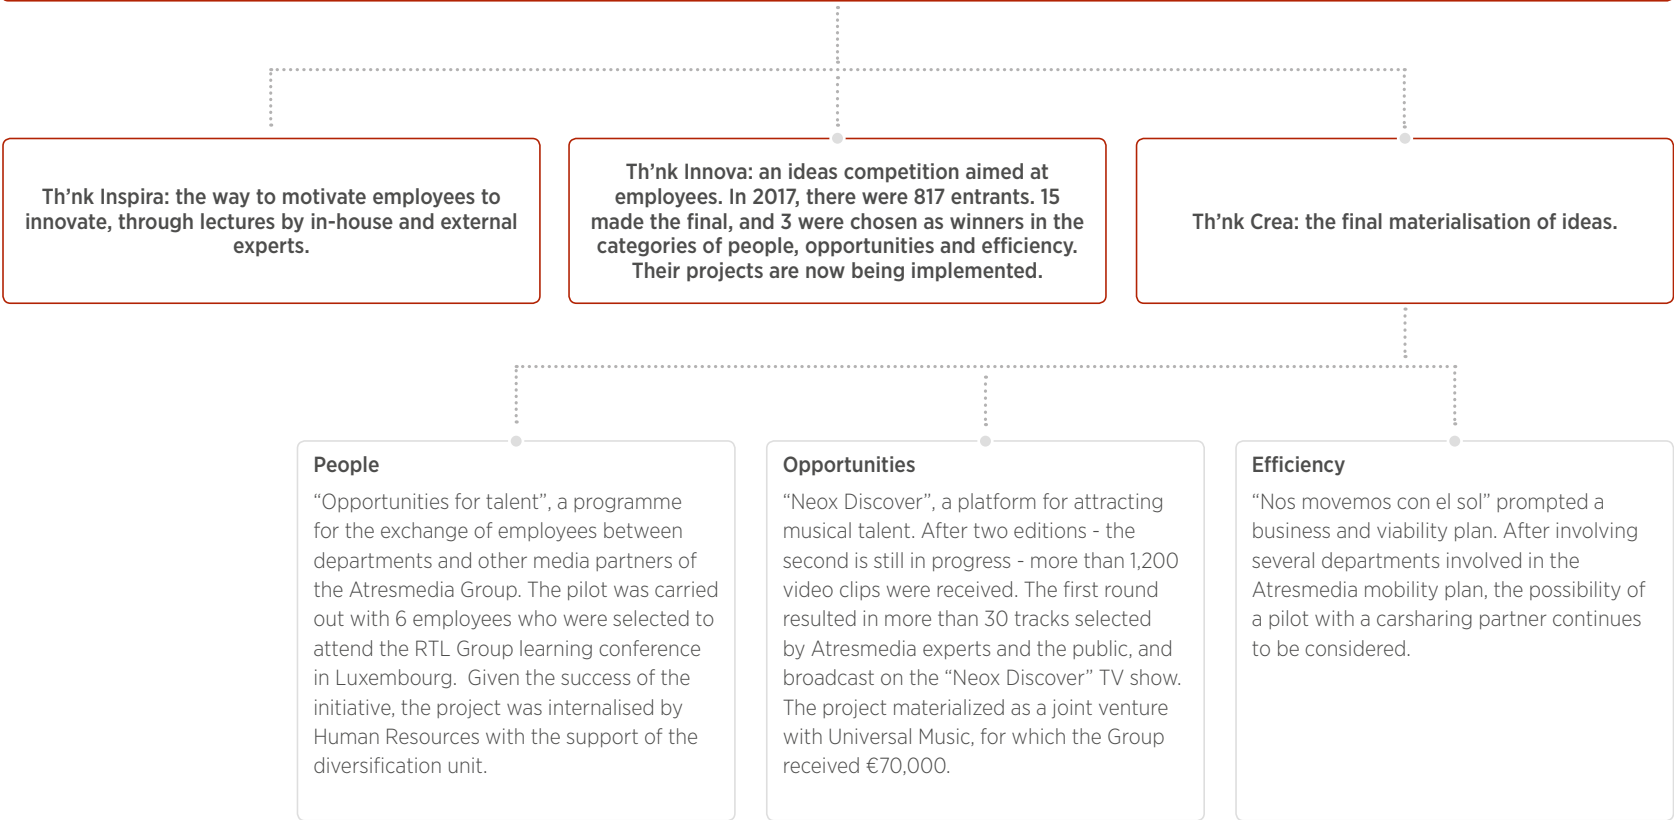 Th’nk Inspira: the way to motivate employees to
innovate, through lectures by in-house and external
experts.
Th’nk Innova: an ideas competition aimed at
employees. In 2017, there were 817 entrants. 15
made the final, and 3 were chosen as winners in the
categories of people, opportunities and efficiency.
Their projects are now being implemented.
Th’nk Crea: the final materialisation of ideas.
People
“Opportunities for talent”, a programme
for the exchange of employees between
departments and other media partners of
the Atresmedia Group. The pilot was carried
out with 6 employees who were selected to
attend the RTL Group learning conference
in Luxembourg.  Given the success of the
initiative, the project was internalised by
Human Resources with the support of the
diversification unit.
Opportunities
“Neox Discover”, a platform for attracting
musical talent. After two editions - the
second is still in progress - more than 1,200
video clips were received. The first round
resulted in more than 30 tracks selected
by Atresmedia experts and the public, and
broadcast on the “Neox Discover” TV show.
The project materialized as a joint venture
with Universal Music, for which the Group
received €70,000.
Efficiency
“Nos movemos con el sol” prompted a
business and viability plan. After involving
several departments involved in the
Atresmedia mobility plan, the possibility of
a pilot with a carsharing partner continues
to be considered.